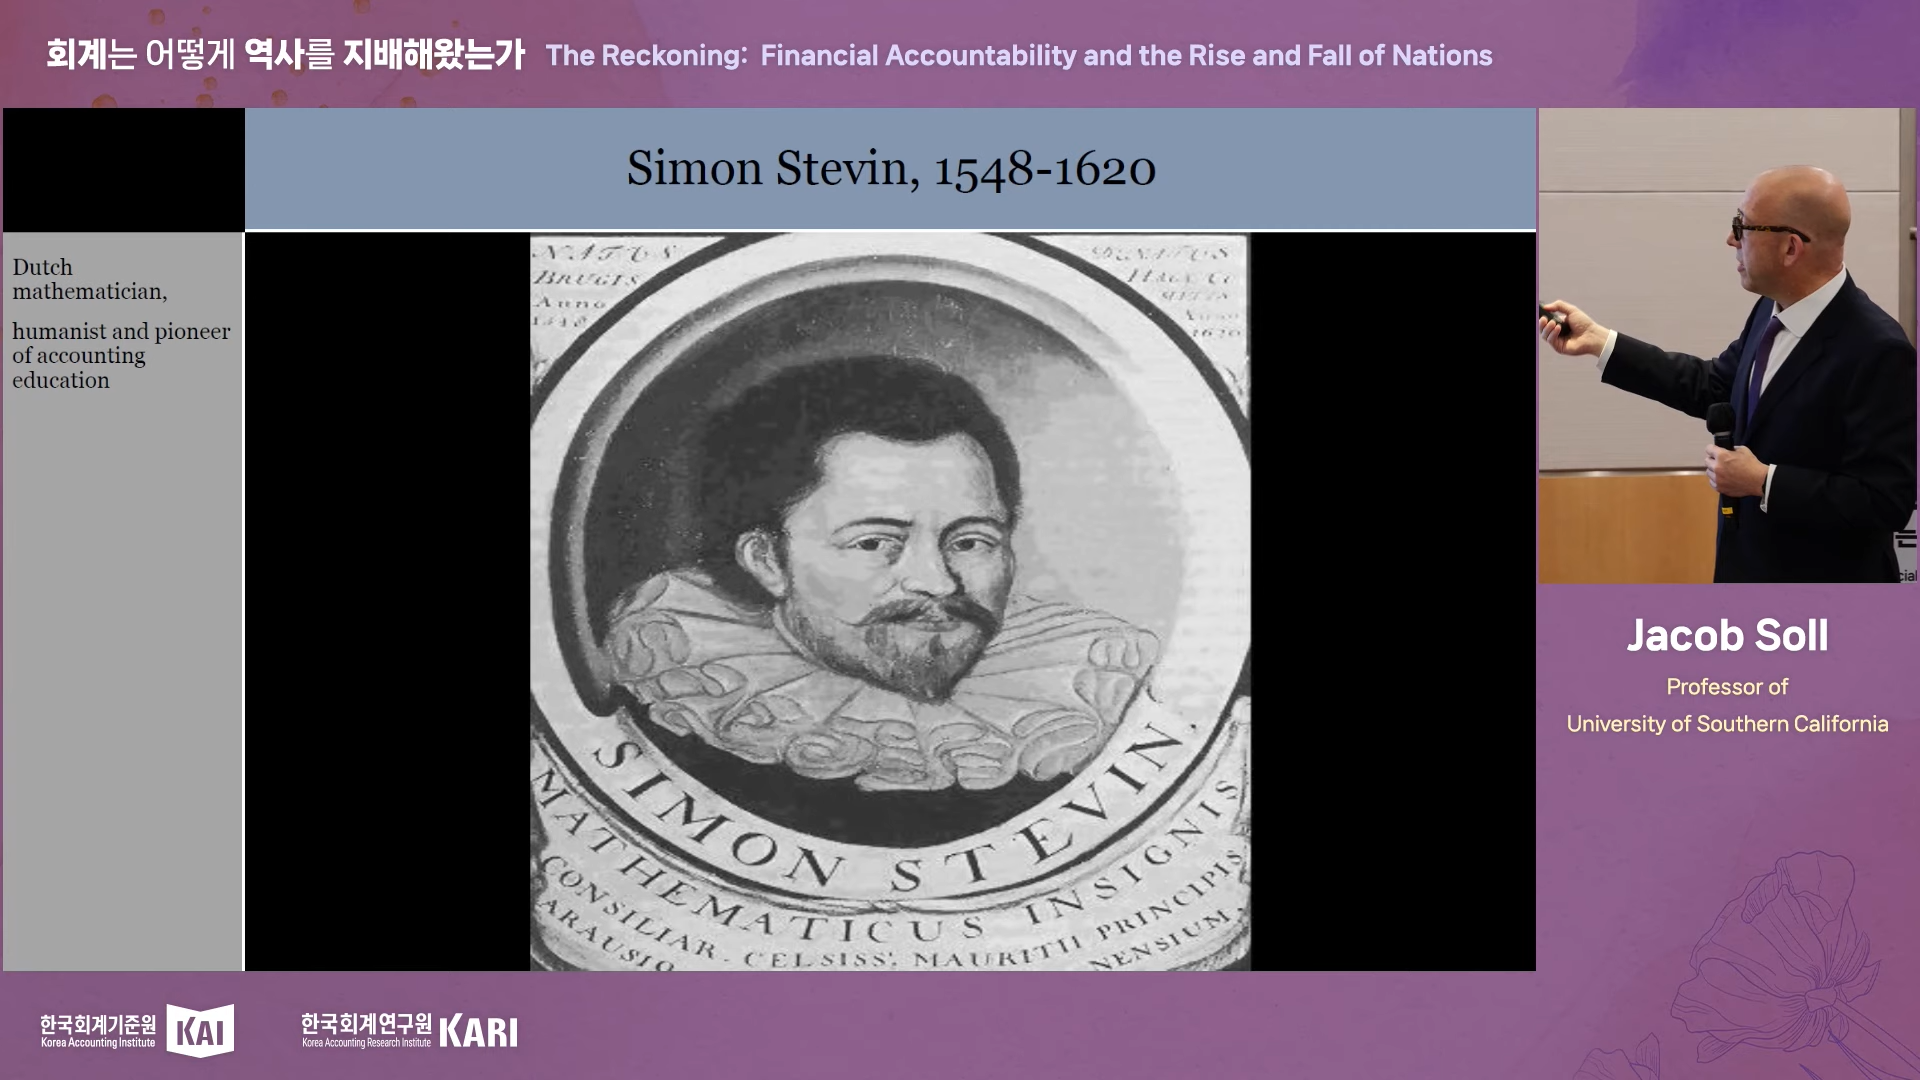 회계는 어떻게 역사를 지배해왔는가 The Reckoning: Financial Accountability and the Rise and Fall of Nations
Simon Stevin, 1548-1620
Dutch
mathematician,
humanist and pioneer
of accounting
education
NATUS
BRUGIS
Anno
1548
DENATUS
1620
SIMON STEVIN,
MATHEMATICUS INSIGNIS
CONSILIAR. CELSISS. MAURITII PRINCIPIS
ARAUSIO
NENSIUM.
Jacob Soll
Professor of
University of Southern California
한국회계기준원 KAI
Korea Accounting Institute
한국회계연구원 KARI
Korea Accounting Research Institute